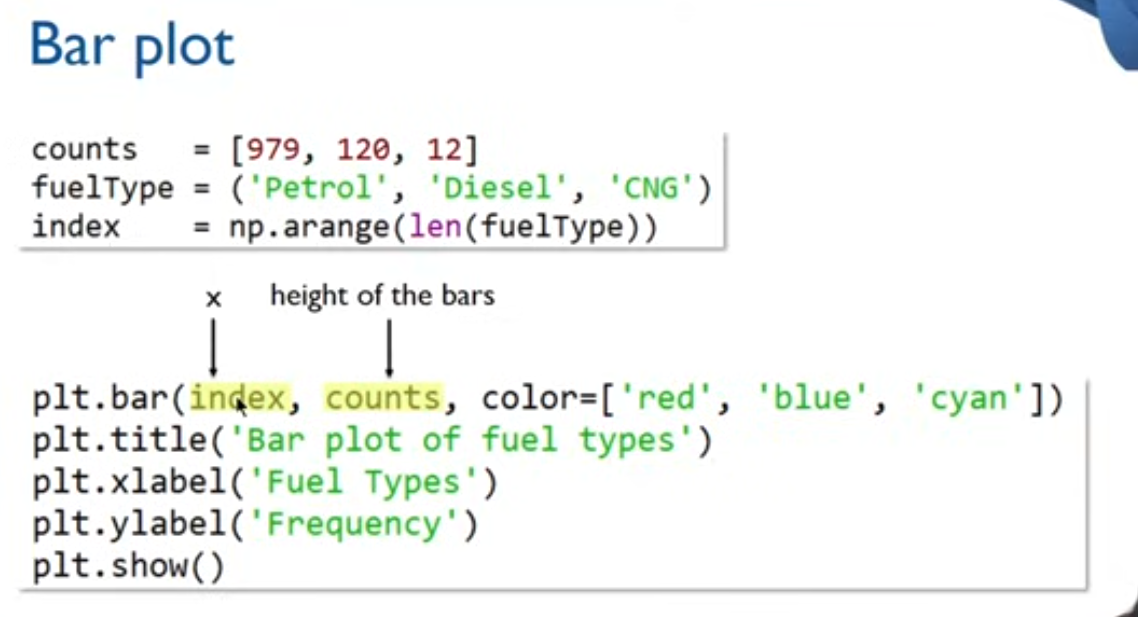 Bar plot
counts   = [979, 120, 12]
fuelType = ('Petrol', 'Diesel', 'CNG')
index    = np.arange(len(fuelType))
x height of the bars
plt.bar(index, counts, color=['red', 'blue', 'cyan'])
plt.title('Bar plot of fuel types')
plt.xlabel('Fuel Types')
plt.ylabel('Frequency')
plt.show()